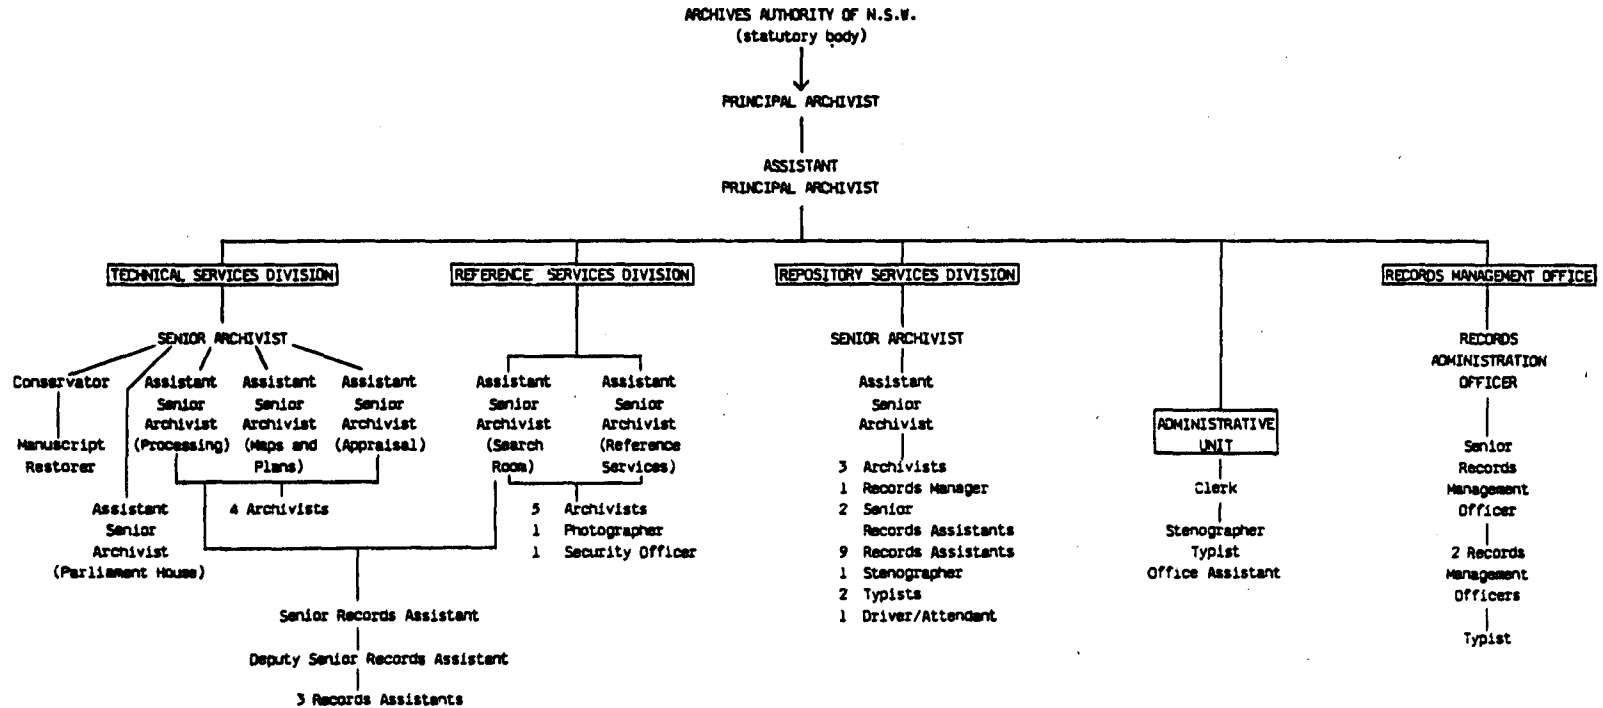 ARCHIVES AUTHORITY OF N.S.W.
(statutory body)
PRINCIPAL ARCHIVIST
ASSISTANT
PRINCIPAL ARCHIVIST
TECHNICAL SERVICES DIVISION
SENIOR ARCHIVIST
Conservator
Manuscript
Restorer
Assistant
Senior
Archivist
(Parliament House)
Assistant
Senior
Archivist
(Processing)
Assistant
Senior
Archivist
(Maps and
Plans)
Assistant
Senior
Archivist
(Appraisal)
4 Archivists
REFERENCE SERVICES DIVISION
Assistant
Senior
Archivist
(Search
Room)
Assistant
Senior
Archivist
(Reference
Services)
5 Archivists
1 Photographer
1 Security Officer
Senior Records Assistant
Deputy Senior Records Assistant
3 Records Assistants
REPOSITORY SERVICES DIVISION
SENIOR ARCHIVIST
Assistant
Senior
Archivist
3 Archivists
1 Records Manager
2 Senior
Records Assistants
9 Records Assistants
1 Stenographer
2 Typists
1 Driver/Attendant
ADMINISTRATIVE
UNIT
Clerk
Stenographer
Typist
Office Assistant
RECORDS MANAGEMENT OFFICE
RECORDS
ADMINISTRATION
OFFICER
Senior
Records
Management
Officer
2 Records
Management
Officers
Typist